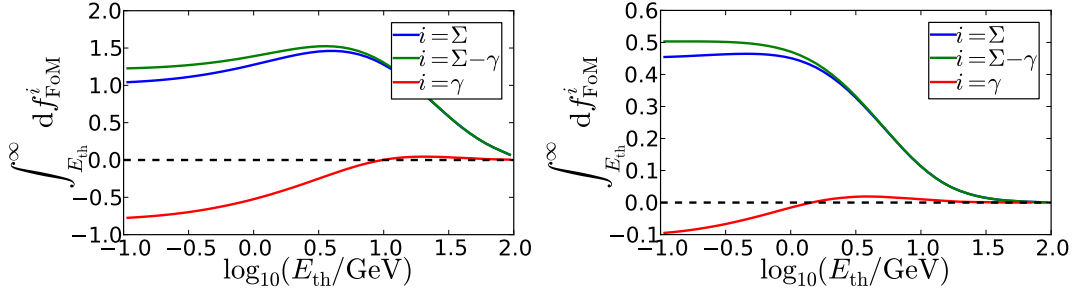 2.0
1.5
1.0
0.5
0.0
−0.5
−1.0
−1.0 −0.5 0.0 0.5 1.0 1.5 2.0
log₁₀(E_th/GeV)
∫_{E_th}^∞ df^i_FoM
i = Σ
i = Σ−γ
i = γ
0.6
0.5
0.4
0.3
0.2
0.1
0.0
0.1
−1.0 −0.5 0.0 0.5 1.0 1.5 2.0
log₁₀(E_th/GeV)
∫_{E_th}^∞ df^i_FoM
i = Σ
i = Σ−γ
i = γ